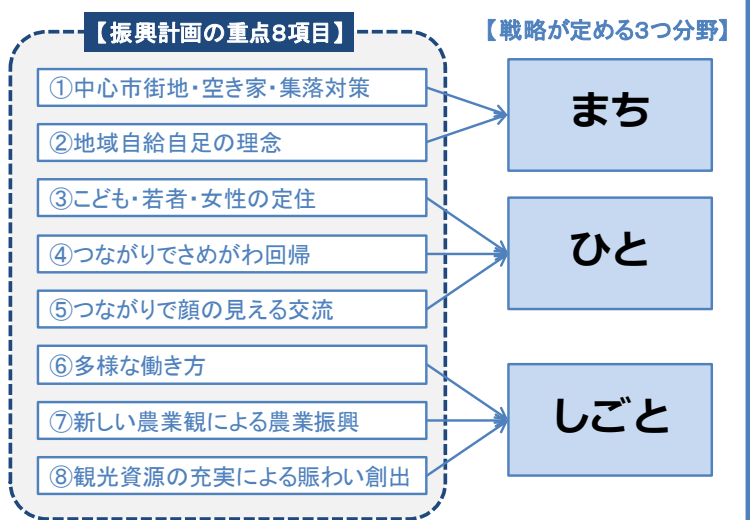 【振興計画の重点8項目】
【戦略が定める3つ分野】
①中心市街地・空き家・集落対策
②地域自給自足の理念
③こども・若者・女性の定住
④つながりでさめがわ回帰
⑤つながりで顔の見える交流
⑥多様な働き方
⑦新しい農業観による農業振興
⑧観光資源の充実による賑わい創出
まち
ひと
しごと